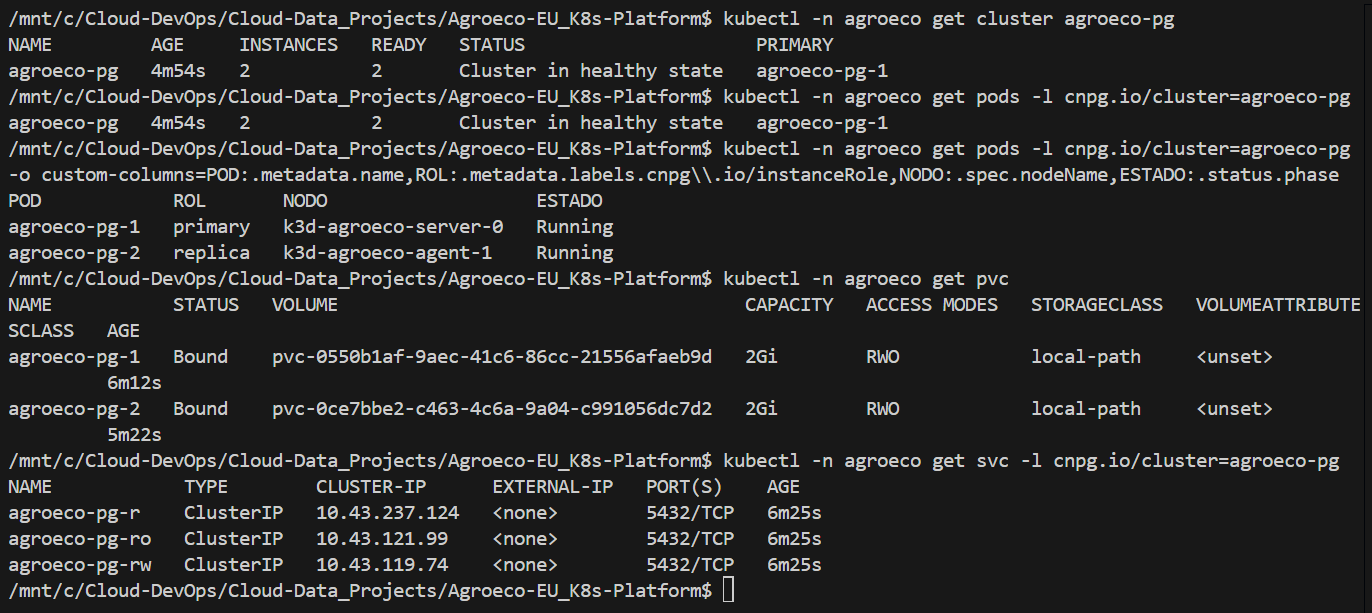 /mnt/c/Cloud-DevOps/Cloud-Data_Projects/Agroeco-EU_K8s-Platform$ kubectl -n agroeco get cluster agroeco-pg
NAME         AGE     INSTANCES   READY   STATUS                     PRIMARY
agroeco-pg   4m54s   2           2       Cluster in healthy state   agroeco-pg-1
/mnt/c/Cloud-DevOps/Cloud-Data_Projects/Agroeco-EU_K8s-Platform$ kubectl -n agroeco get pods -l cnpg.io/cluster=agroeco-pg
agroeco-pg   4m54s   2           2       Cluster in healthy state   agroeco-pg-1
/mnt/c/Cloud-DevOps/Cloud-Data_Projects/Agroeco-EU_K8s-Platform$ kubectl -n agroeco get pods -l cnpg.io/cluster=agroeco-pg
-o custom-columns=POD:.metadata.name,ROL:.metadata.labels.cnpg\\.io/instanceRole,NODO:.spec.nodeName,ESTADO:.status.phase
POD            ROL       NODO                   ESTADO
agroeco-pg-1   primary   k3d-agroeco-server-0   Running
agroeco-pg-2   replica   k3d-agroeco-agent-1    Running
/mnt/c/Cloud-DevOps/Cloud-Data_Projects/Agroeco-EU_K8s-Platform$ kubectl -n agroeco get pvc
NAME           STATUS   VOLUME                                     CAPACITY   ACCESS MODES   STORAGECLASS   VOLUMEATTRIBUTE
SCLASS   AGE
agroeco-pg-1   Bound    pvc-0550b1af-9aec-41c6-86cc-21556afaeb9d   2Gi        RWO            local-path     <unset>
         6m12s
agroeco-pg-2   Bound    pvc-0ce7bbe2-c463-4c6a-9a04-c991056dc7d2   2Gi        RWO            local-path     <unset>
         5m22s
/mnt/c/Cloud-DevOps/Cloud-Data_Projects/Agroeco-EU_K8s-Platform$ kubectl -n agroeco get svc -l cnpg.io/cluster=agroeco-pg
NAME            TYPE        CLUSTER-IP      EXTERNAL-IP   PORT(S)    AGE
agroeco-pg-r    ClusterIP   10.43.237.124   <none>        5432/TCP   6m25s
agroeco-pg-ro   ClusterIP   10.43.121.99    <none>        5432/TCP   6m25s
agroeco-pg-rw   ClusterIP   10.43.119.74    <none>        5432/TCP   6m25s
/mnt/c/Cloud-DevOps/Cloud-Data_Projects/Agroeco-EU_K8s-Platform$